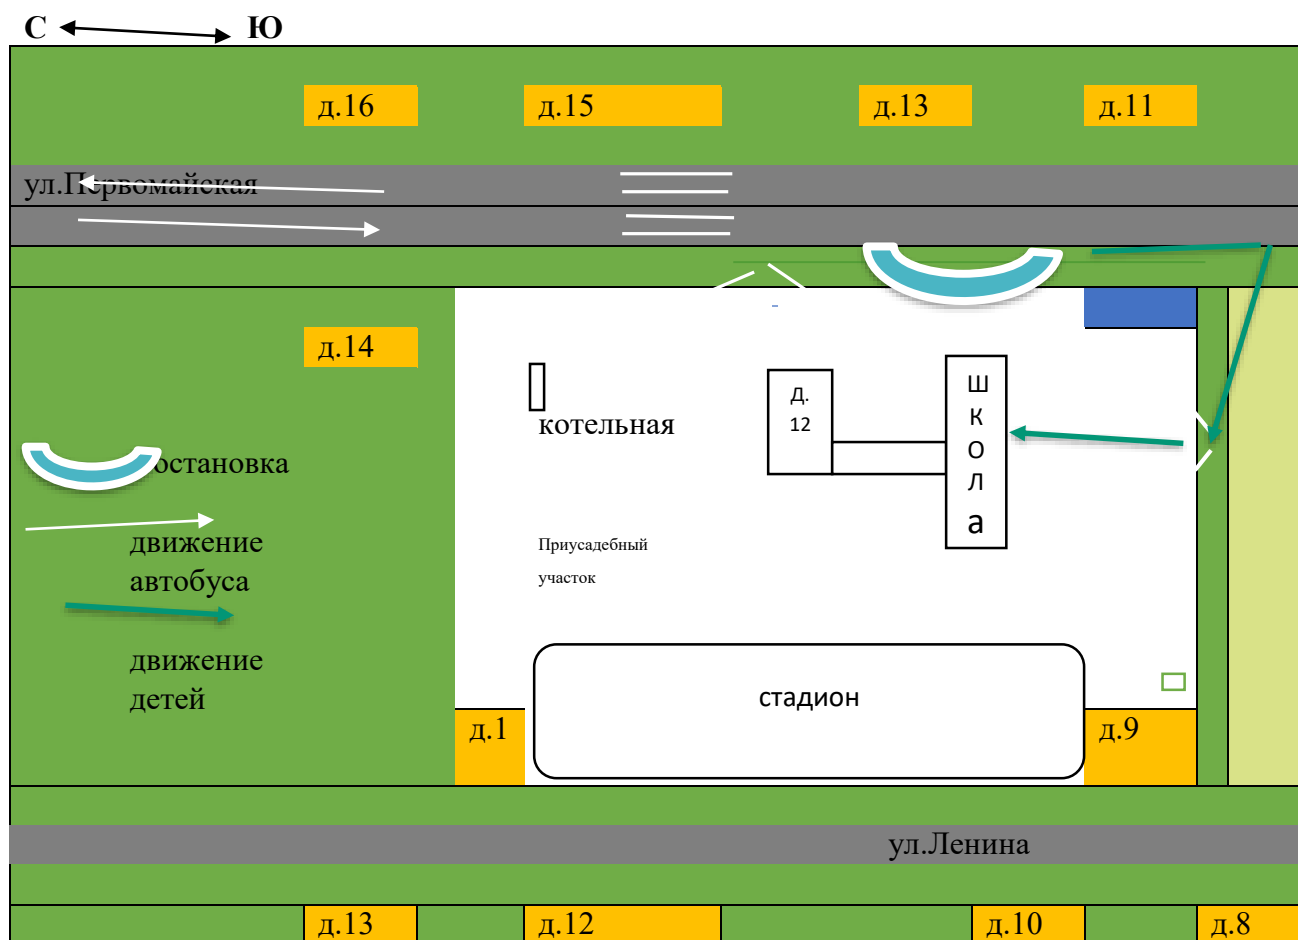 С Ю
д.16 д.15 д.13 д.11
ул.Первомайская
д.14
Д.
12
Ш
К
О
Л
а
котельная
остановка
движение
автобуса
Приусадебный
участок
движение
детей
стадион
д.1 д.9
ул.Ленина
д.13 д.12 д.10 д.8